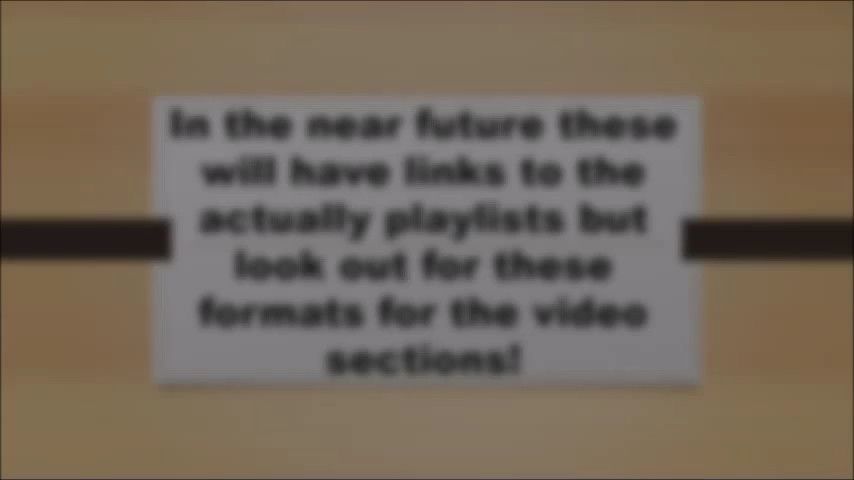 In the near future these
will have links to the
actually playlists but
look out for these
formats for the video
sections!